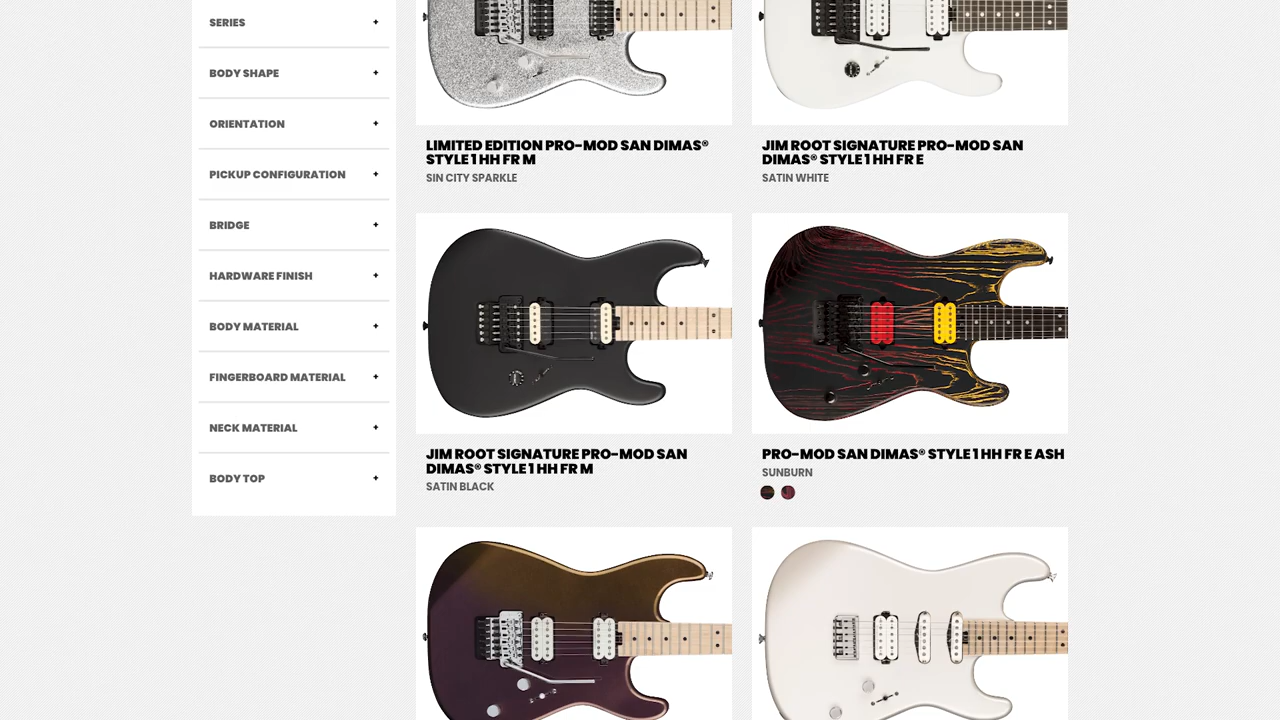 SERIES
+
BODY SHAPE
+
ORIENTATION
+
PICKUP CONFIGURATION
+
BRIDGE
+
HARDWARE FINISH
+
BODY MATERIAL
+
FINGERBOARD MATERIAL
+
NECK MATERIAL
+
BODY TOP
+
LIMITED EDITION PRO-MOD SAN DIMAS®
STYLE 1 HH FR M
SIN CITY SPARKLE
JIM ROOT SIGNATURE PRO-MOD SAN
DIMAS® STYLE 1 HH FR E
SATIN WHITE
JIM ROOT SIGNATURE PRO-MOD SAN
DIMAS® STYLE 1 HH FR M
SATIN BLACK
PRO-MOD SAN DIMAS® STYLE 1 HH FR E ASH
SUNBURN